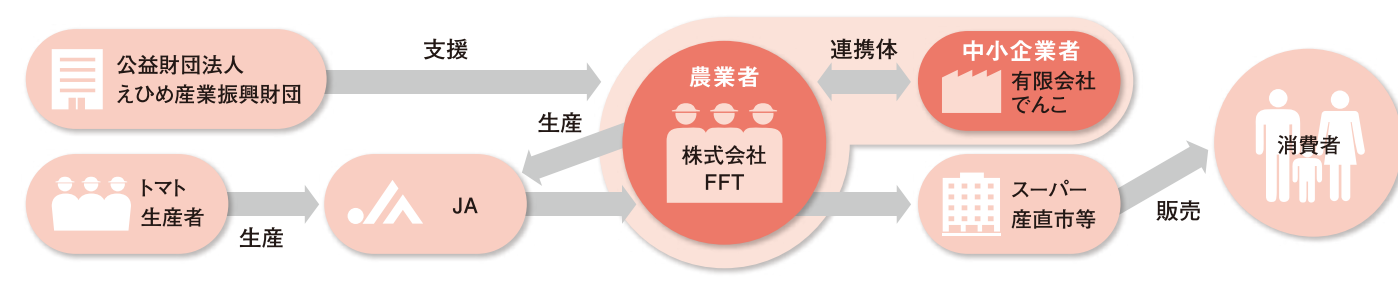 公益財団法人
えひめ産業振興財団
支援
農業者
株式会社
FFT
連携体
中小企業者
有限会社
でんこ
生産
トマト
生産者
生産
JA
スーパー
産直市等
販売
消費者